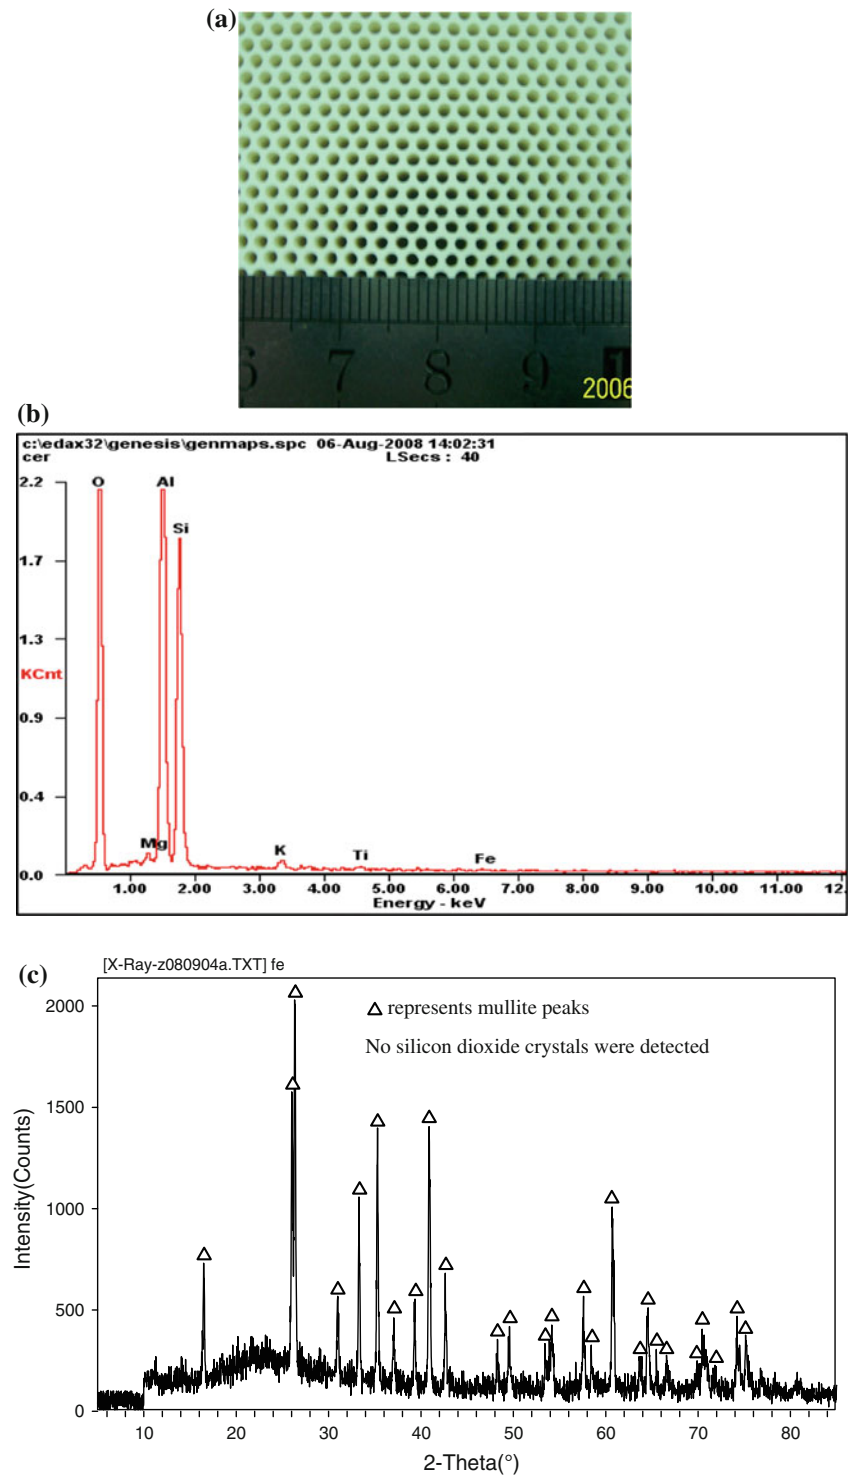 (a)
6 7 8 9 1
2006
(b)
c:\edax32\genesis\genmaps.spc 06-Aug-2008 14:02:31
cer LSecs : 40
2.2
1.7
1.3
KCnt
0.9
0.4
0.0
O Al
Si
Mg K Ti Fe
1.00 2.00 3.00 4.00 5.00 6.00 7.00 8.00 9.00 10.00 11.00 12.
Energy - keV
(c)
[X-Ray-z080904a.TXT] fe
△ represents mullite peaks
No silicon dioxide crystals were detected
2000
1500
1000
500
0
Intensity(Counts)
10 20 30 40 50 60 70 80
2-Theta(°)